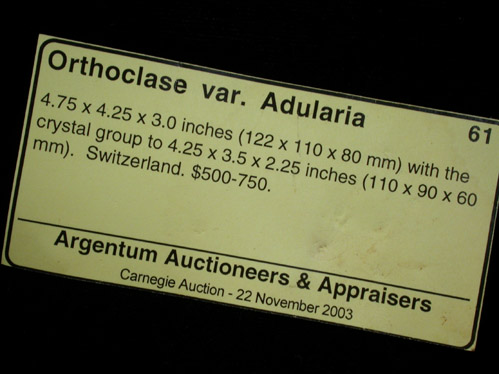 Orthoclase var. Adularia 61
4.75 x 4.25 x 3.0 inches (122 x 110 x 80 mm) with the
crystal group to 4.25 x 3.5 x 2.25 inches (110 x 90 x 60
mm). Switzerland. $500-750.
Argentum Auctioneers & Appraisers
Carnegie Auction - 22 November 2003